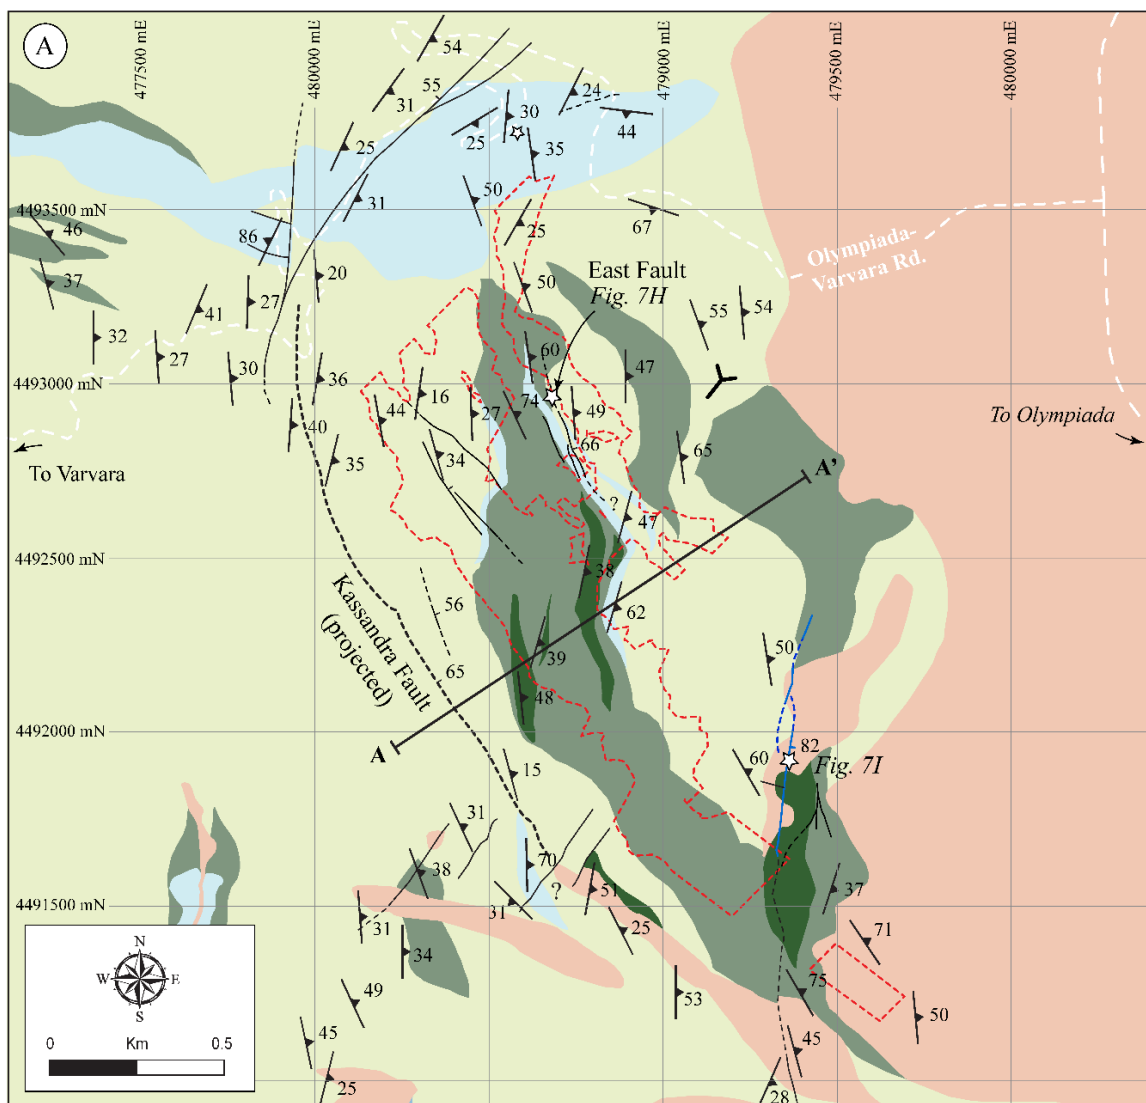 A
477500 mE
480000 mE
479000 mE
479500 mE
480000 mE
54
55
31
30
24
25
44
25
35
31
50
4493500 mN
46
86
25
67
Olympiada-
Varvara Rd.
37
20
50
East Fault
Fig. 7H
41
27
55
54
32
27
30
36
60
47
4493000 mN
16
To Olympiada
44
27
74
49
40
66
65
35
34
To Varvara
A'
?
47
4492500 mN
38
Kassandra Fault
(projected)
56
62
39
50
65
48
4492000 mN
A
82
60
Fig. 7I
15
31
70
38
?
51
37
31
31
25
4491500 mN
71
34
75
49
53
50
45
45
25
28
N
W
E
S
0
Km
0.5